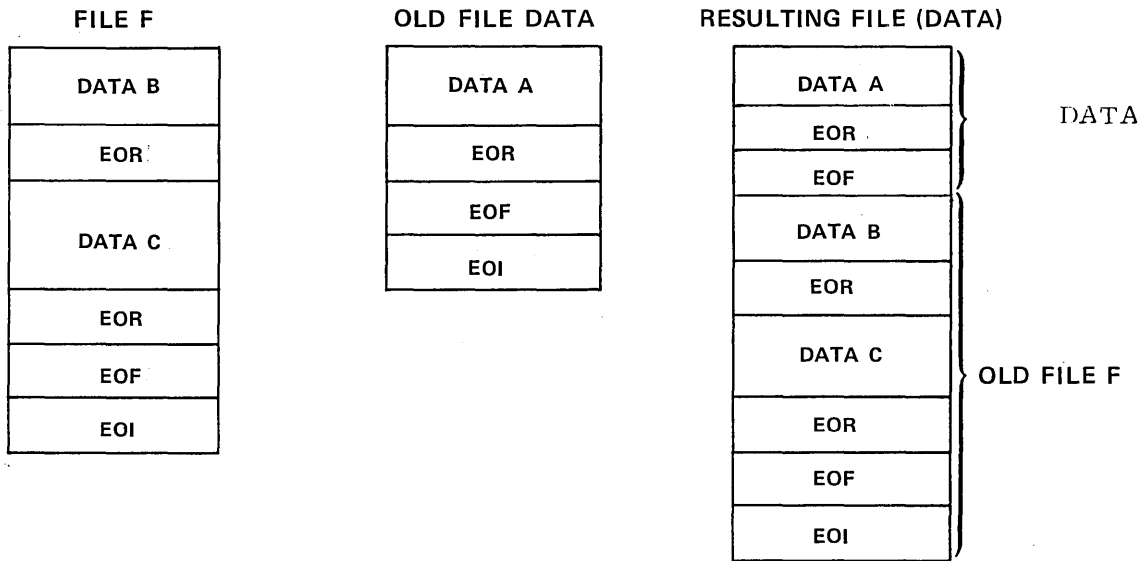 FILE F
DATA B
EOR
DATA C
EOR
EOF
EOI
OLD FILE DATA
DATA A
EOR
EOF
EOI
RESULTING FILE (DATA)
DATA A
EOR
EOF
DATA B
EOR
DATA C
EOR
EOF
EOI
DATA
OLD FILE F